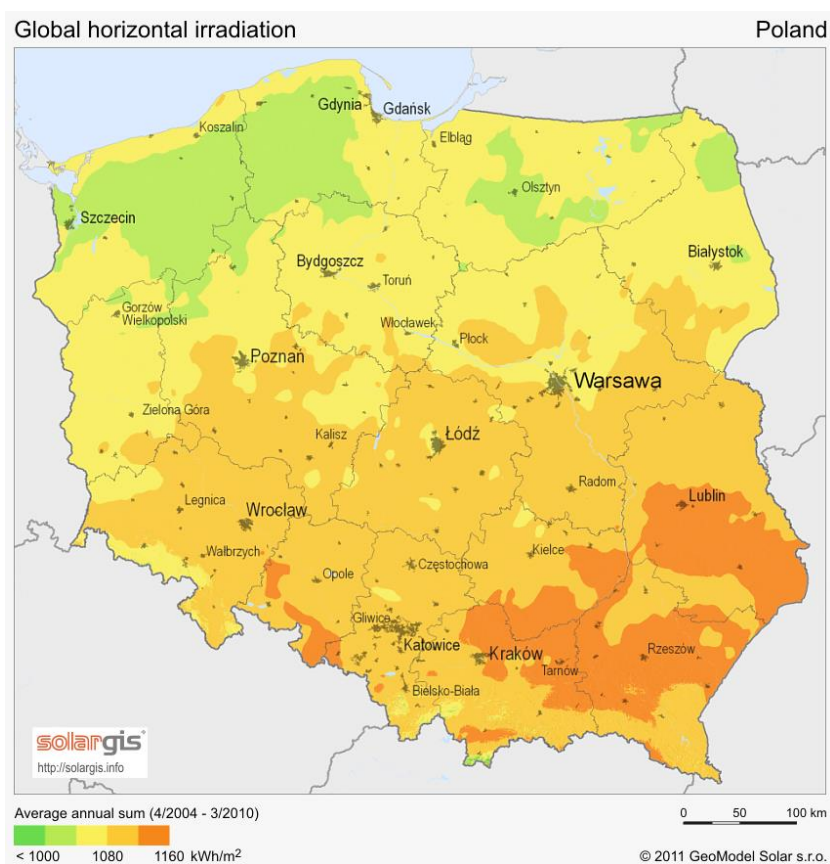 Global horizontal irradiation Poland
Gdynia
Gdańsk
Koszalin
Elbląg
Olsztyn
Szczecin
Białystok
Bydgoszcz
Toruń
Gorzów
Wielkopolski
Włocławek
Płock
Poznań
Warsawa
Zielona Góra
Kalisz
Łódź
Radom
Legnica
Lublin
Wrocław
Wałbrzych
Kielce
Częstochowa
Opole
Gliwice
Katowice
Kraków
Rzeszów
Tarnów
Bielsko-Biała
solargis
http://solargis.info
Average annual sum (4/2004 - 3/2010) 0 50 100 km
< 1000 1080 1160 kWh/m² © 2011 GeoModel Solar s.r.o.